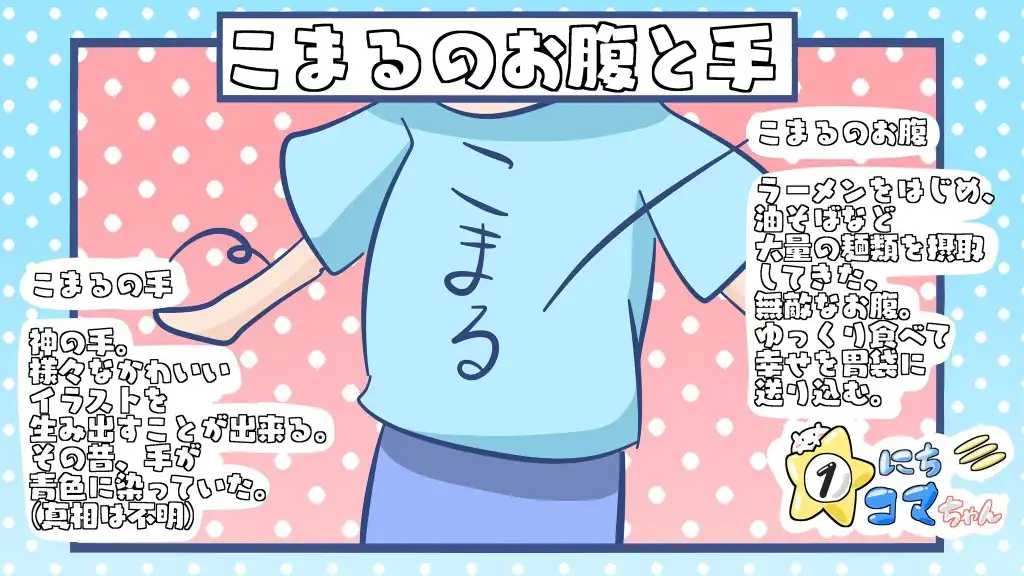 こまるのお腹と手
こまる
こまるのお腹
ラーメンをはじめ、
油そばなど
大量の麺類を摂取
してきた、
無敵なお腹。
ゆっくり食べて
幸せを胃袋に
送り込む。
こまるの手
神の手。
様々なかわいい
イラストを
生み出すことが出来る。
その昔、手が
青色に染っていた。
(真相は不明)
1
にち
コマ
ちゃん